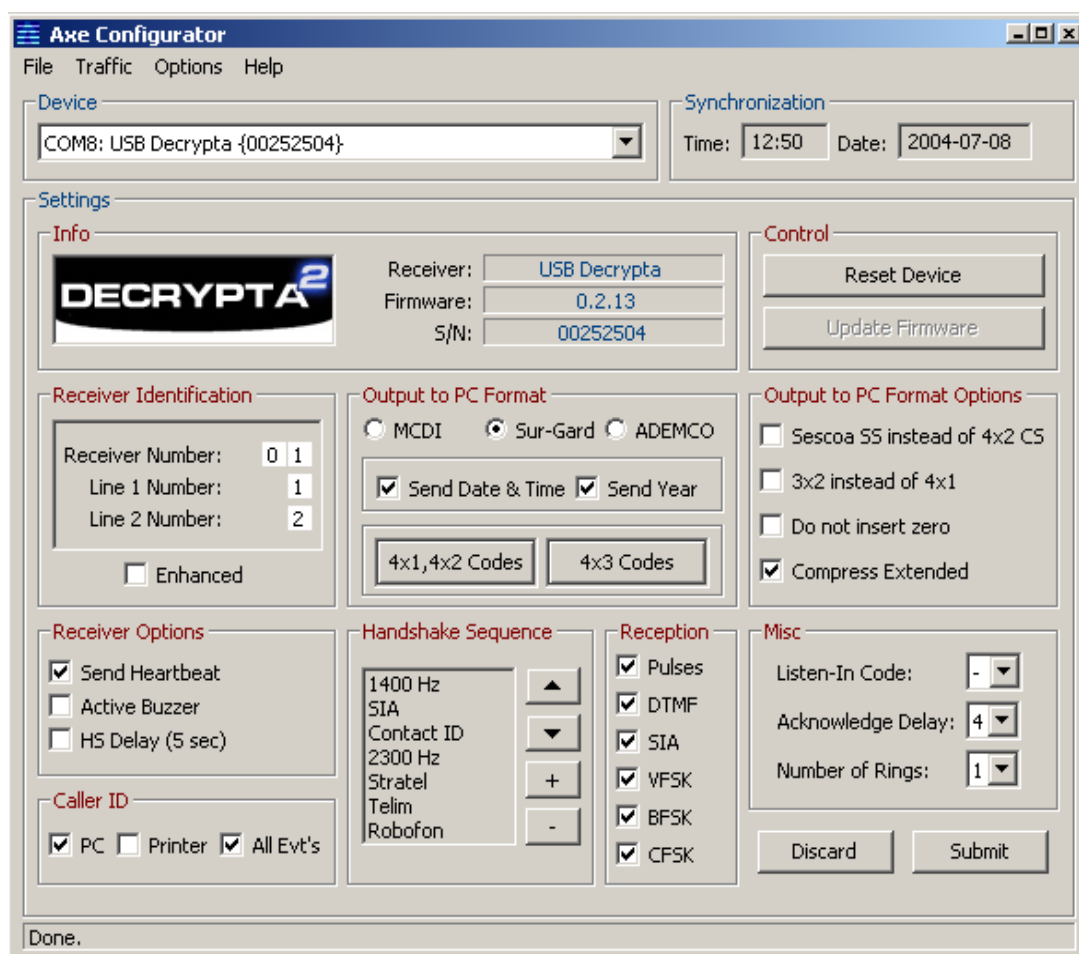 Axe Configurator
File Traffic Options Help
Device
COM8: USB Decrypta {00252504}
Synchronization
Time: 12:50 Date: 2004-07-08
Settings
Info
DECRYPTA2
Receiver: USB Decrypta
Firmware: 0.2.13
S/N: 00252504
Control
Reset Device
Update Firmware
Receiver Identification
Receiver Number: 0 1
Line 1 Number: 1
Line 2 Number: 2
Enhanced
Output to PC Format
MCDI Sur-Gard ADEMCO
Send Date & Time Send Year
4x1,4x2 Codes 4x3 Codes
Output to PC Format Options
Sescoa SS instead of 4x2 CS
3x2 instead of 4x1
Do not insert zero
Compress Extended
Receiver Options
Send Heartbeat
Active Buzzer
HS Delay (5 sec)
Caller ID
PC Printer All Evt's
Handshake Sequence
1400 Hz
SIA
Contact ID
2300 Hz
Stratel
Telim
Robofon
+
-
Reception
Pulses
DTMF
SIA
VFSK
BFSK
CFSK
Misc
Listen-In Code: -
Acknowledge Delay: 4
Number of Rings: 1
Discard Submit
Done.